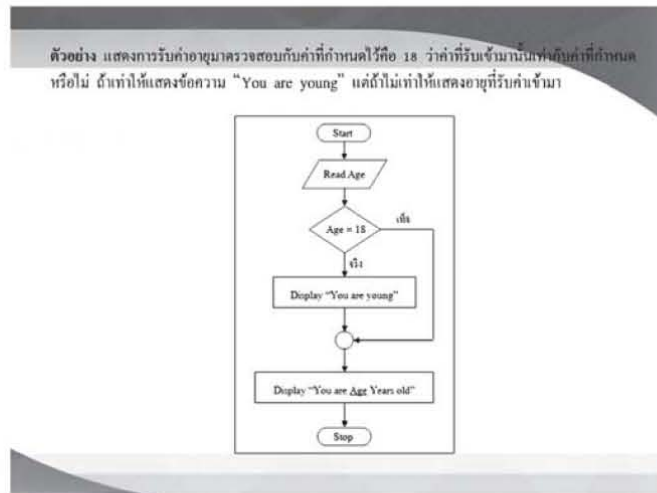 ตัวอย่าง แสดงการรับค่าอายุมาตรวจสอบกับค่าที่กำหนดไว้คือ 18 ว่าค่าที่รับเข้ามานั้นเท่ากับค่าที่กำหนด
หรือไม่ ถ้าเท่าให้แสดงข้อความ "You are young" แต่ถ้าไม่เท่าให้แสดงอายุที่รับค่าเข้ามา
Start
Read Age
Age = 18
เท็จ
จริง
Display "You are young"
Display "You are Age Years old"
Stop